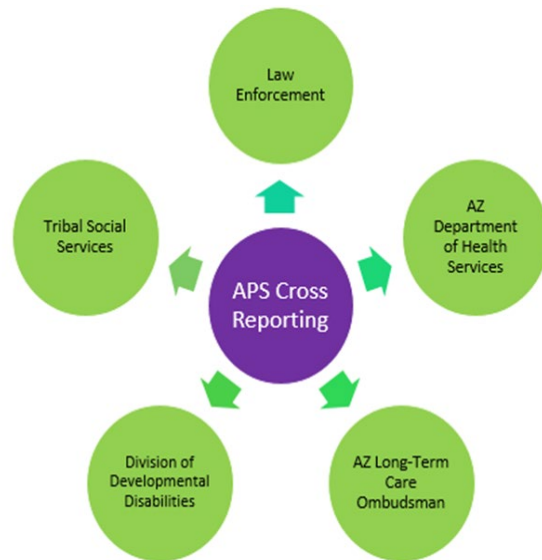 Law
Enforcement
AZ
Department
of Health
Services
Tribal Social
Services
APS Cross
Reporting
Division of
Developmental
Disabilities
AZ Long-Term
Care
Ombudsman